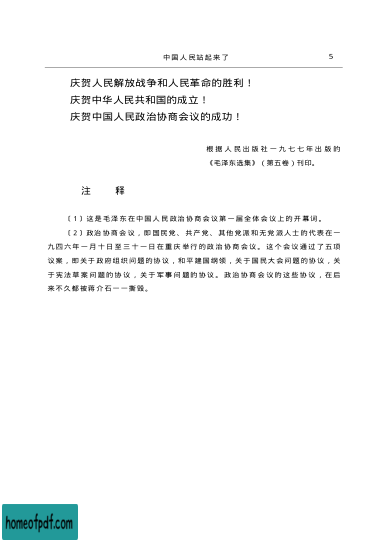 中国人民站起来了 5
庆贺人民解放战争和人民革命的胜利！
庆贺中华人民共和国的成立！
庆贺中国人民政治协商会议的成功！
根据人民出版社一九七七年出版的
《毛泽东选集》（第五卷）刊印。
注 释
〔1〕这是毛泽东在中国人民政治协商会议第一届全体会议上的开幕词。
〔2〕政治协商会议，即国民党、共产党、其他党派和无党派人士的代表在一
九四六年一月十日至三十一日在重庆举行的政治协商会议。这个会议通过了五项
议案，即关于政府组织问题的协议，和平建国纲领，关于国民大会问题的协议，关
于宪法草案问题的协议，关于军事问题的协议。政治协商会议的这些协议，在后
来不久都被蒋介石一一撕毁。
homeofpdf.com